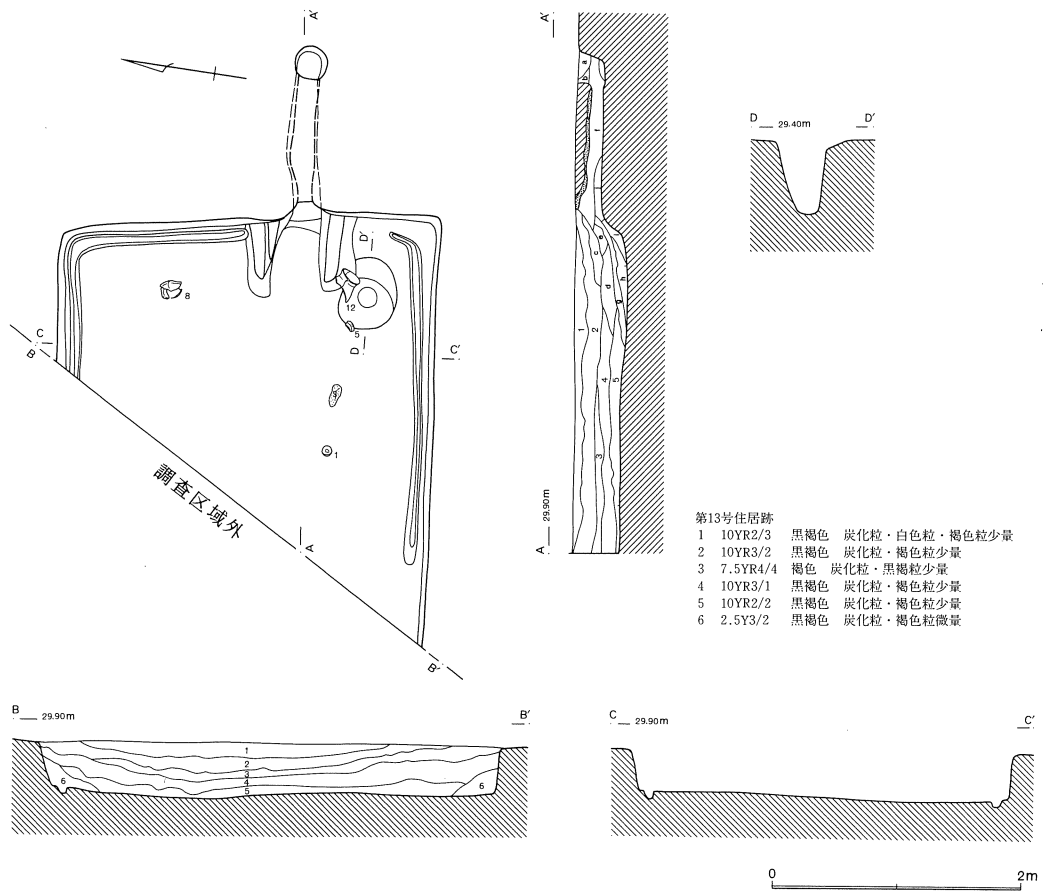 A′
8
12
5
1
D′
D
C
B
C′
調査区域外
A
B′
A′
a
b
f
e
c
d
g
h
1
2
4
5
3
A 29.90m
D 29.40m D′
第13号住居跡
1 10YR2/3 黒褐色 炭化粒・白色粒・褐色粒少量
2 10YR3/2 黒褐色 炭化粒・褐色粒少量
3 7.5YR4/4 褐色 炭化粒・黒褐粒少量
4 10YR3/1 黒褐色 炭化粒・褐色粒少量
5 10YR2/2 黒褐色 炭化粒・褐色粒少量
6 2.5Y3/2 黒褐色 炭化粒・褐色粒微量
B 29.90m B′
1
2
3
4
5
6
6
C 29.90m C′
0 2m